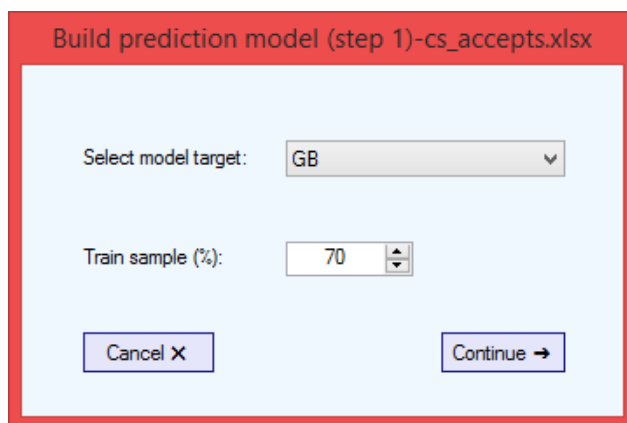 Build prediction model (step 1)-cs_accepts.xlsx
Select model target: GB
Train sample (%): 70
Cancel ✕ Continue ➔